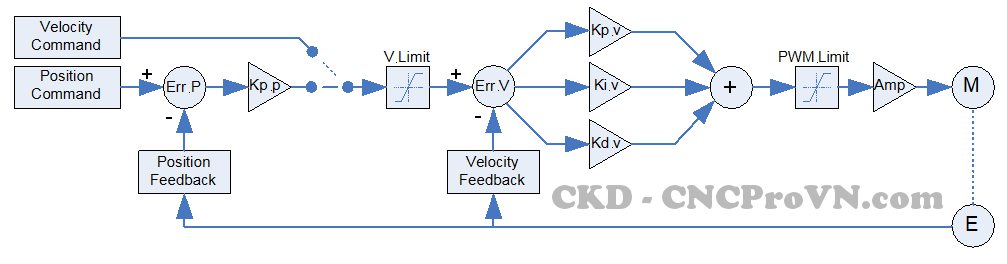 Velocity
Command
Position
Command
+
Err.P
-
Kp.p
V.Limit
+
Err.V
-
Kp.v
Ki.v
Kd.v
+
PWM.Limit
Amp
M
Position
Feedback
Velocity
Feedback
CKD - CNCProVN.com
E